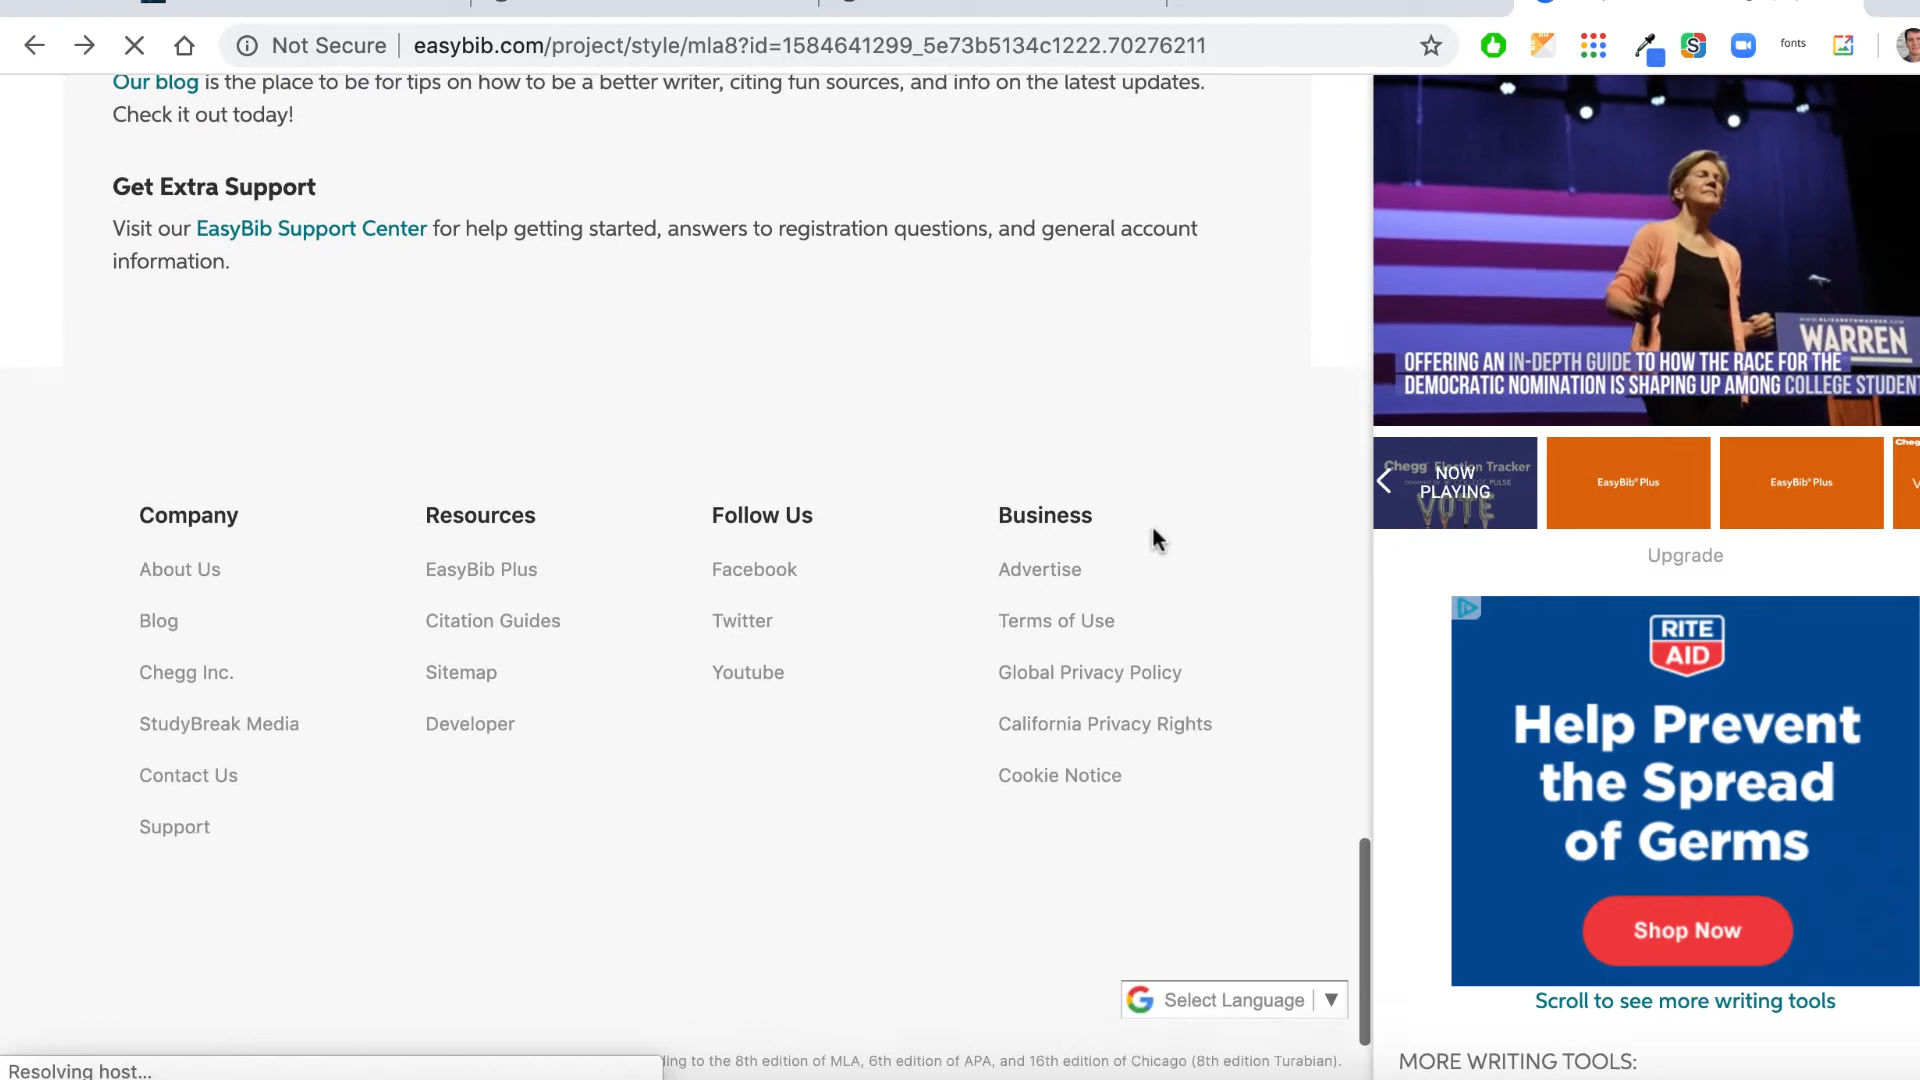 Not Secure
easybib.com/project/style/mla8?id=1584641299_5e73b5134c1222.70276211
fonts
Our blog is the place to be for tips on how to be a better writer, citing fun sources, and info on the latest updates.
Check it out today!
Get Extra Support
Visit our EasyBib Support Center for help getting started, answers to registration questions, and general account
information.
WARREN
OFFERING AN IN-DEPTH GUIDE TO HOW THE RACE FOR THE
DEMOCRATIC NOMINATION IS SHAPING UP AMONG COLLEGE STUDENT
Chegg Election Tracker
NOW
PLAYING
VOTE
EasyBib® Plus
EasyBib® Plus
Upgrade
Company
About Us
Blog
Chegg Inc.
StudyBreak Media
Contact Us
Support
Resources
EasyBib Plus
Citation Guides
Sitemap
Developer
Follow Us
Facebook
Twitter
Youtube
Business
Advertise
Terms of Use
Global Privacy Policy
California Privacy Rights
Cookie Notice
RITE
AID
Help Prevent
the Spread
of Germs
Shop Now
Select Language
Scroll to see more writing tools
Resolving host...
to the 8th edition of MLA, 6th edition of APA, and 16th edition of Chicago (8th edition Turabian).
MORE WRITING TOOLS: